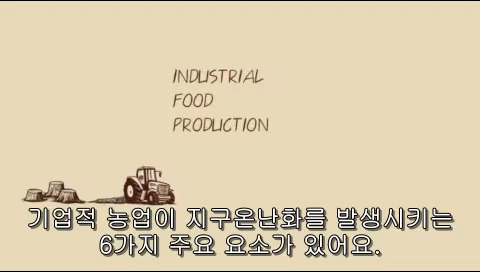 INDUSTRIAL
FOOD
PRODUCTION
기업적 농업이 지구온난화를 발생시키는
6가지 주요 요소가 있어요.